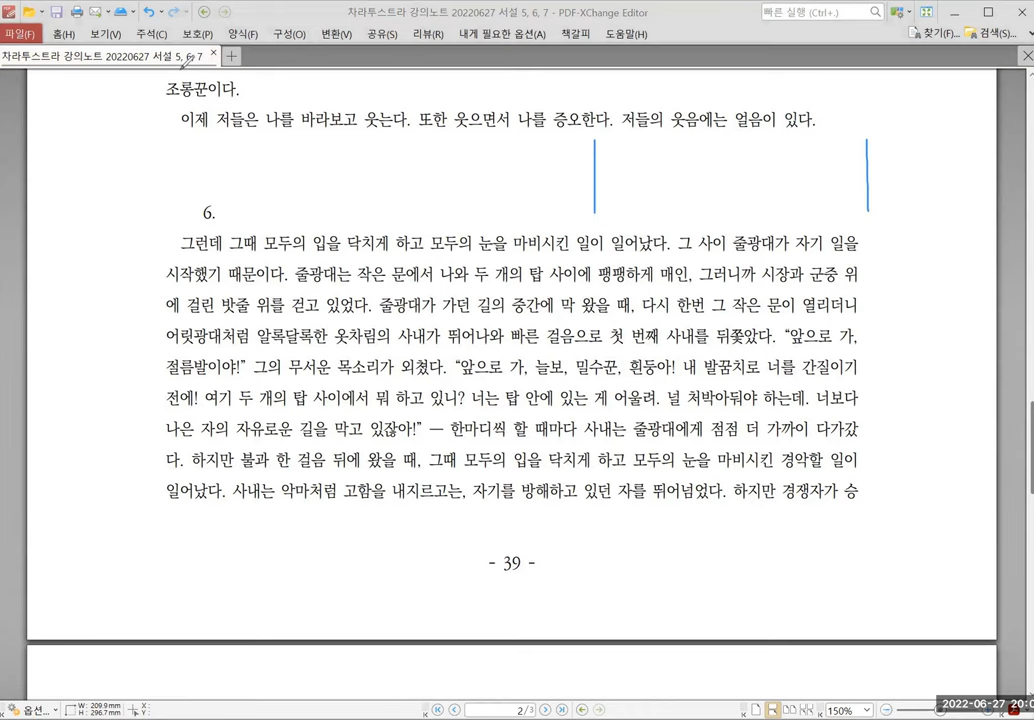 차라투스트라 강의노트 20220627 서설 5, 6, 7 - PDF-XChange Editor
빠른 실행 (Ctrl+.)
파일(F) 홈(H) 보기(V) 주석(C) 보호(P) 양식(F) 구성(O) 변환(V) 공유(S) 리뷰(R) 내게 필요한 옵션(A) 책갈피 도움말(H) 찾기(F)... 검색(S)...
차라투스트라 강의노트 20220627 서설 5, 6, 7
조롱꾼이다.
이제 저들은 나를 바라보고 웃는다. 또한 웃으면서 나를 증오한다. 저들의 웃음에는 얼음이 있다.
6.
그런데 그때 모두의 입을 닥치게 하고 모두의 눈을 마비시킨 일이 일어났다. 그 사이 줄광대가 자기 일을
시작했기 때문이다. 줄광대는 작은 문에서 나와 두 개의 탑 사이에 팽팽하게 매인, 그러니까 시장과 군중 위
에 걸린 밧줄 위를 걷고 있었다. 줄광대가 가던 길의 중간에 막 왔을 때, 다시 한번 그 작은 문이 열리더니
어릿광대처럼 알록달록한 옷차림의 사내가 뛰어나와 빠른 걸음으로 첫 번째 사내를 뒤쫓았다. “앞으로 가,
절름발이야!” 그의 무서운 목소리가 외쳤다. “앞으로 가, 늘보, 밀수꾼, 흰둥아! 내 발꿈치로 너를 간질이기
전에! 여기 두 개의 탑 사이에서 뭐 하고 있니? 너는 탑 안에 있는 게 어울려. 널 처박아둬야 하는데. 너보다
나은 자의 자유로운 길을 막고 있잖아!” — 한마디씩 할 때마다 사내는 줄광대에게 점점 더 가까이 다가갔
다. 하지만 불과 한 걸음 뒤에 왔을 때, 그때 모두의 입을 닥치게 하고 모두의 눈을 마비시킨 경악할 일이
일어났다. 사내는 악마처럼 고함을 내지르고는, 자기를 방해하고 있던 자를 뛰어넘었다. 하지만 경쟁자가 승
- 39 -
옵션... W: 209.9mm X: 2/3 150%
H: 296.7mm Y:
2022-06-27 20:0